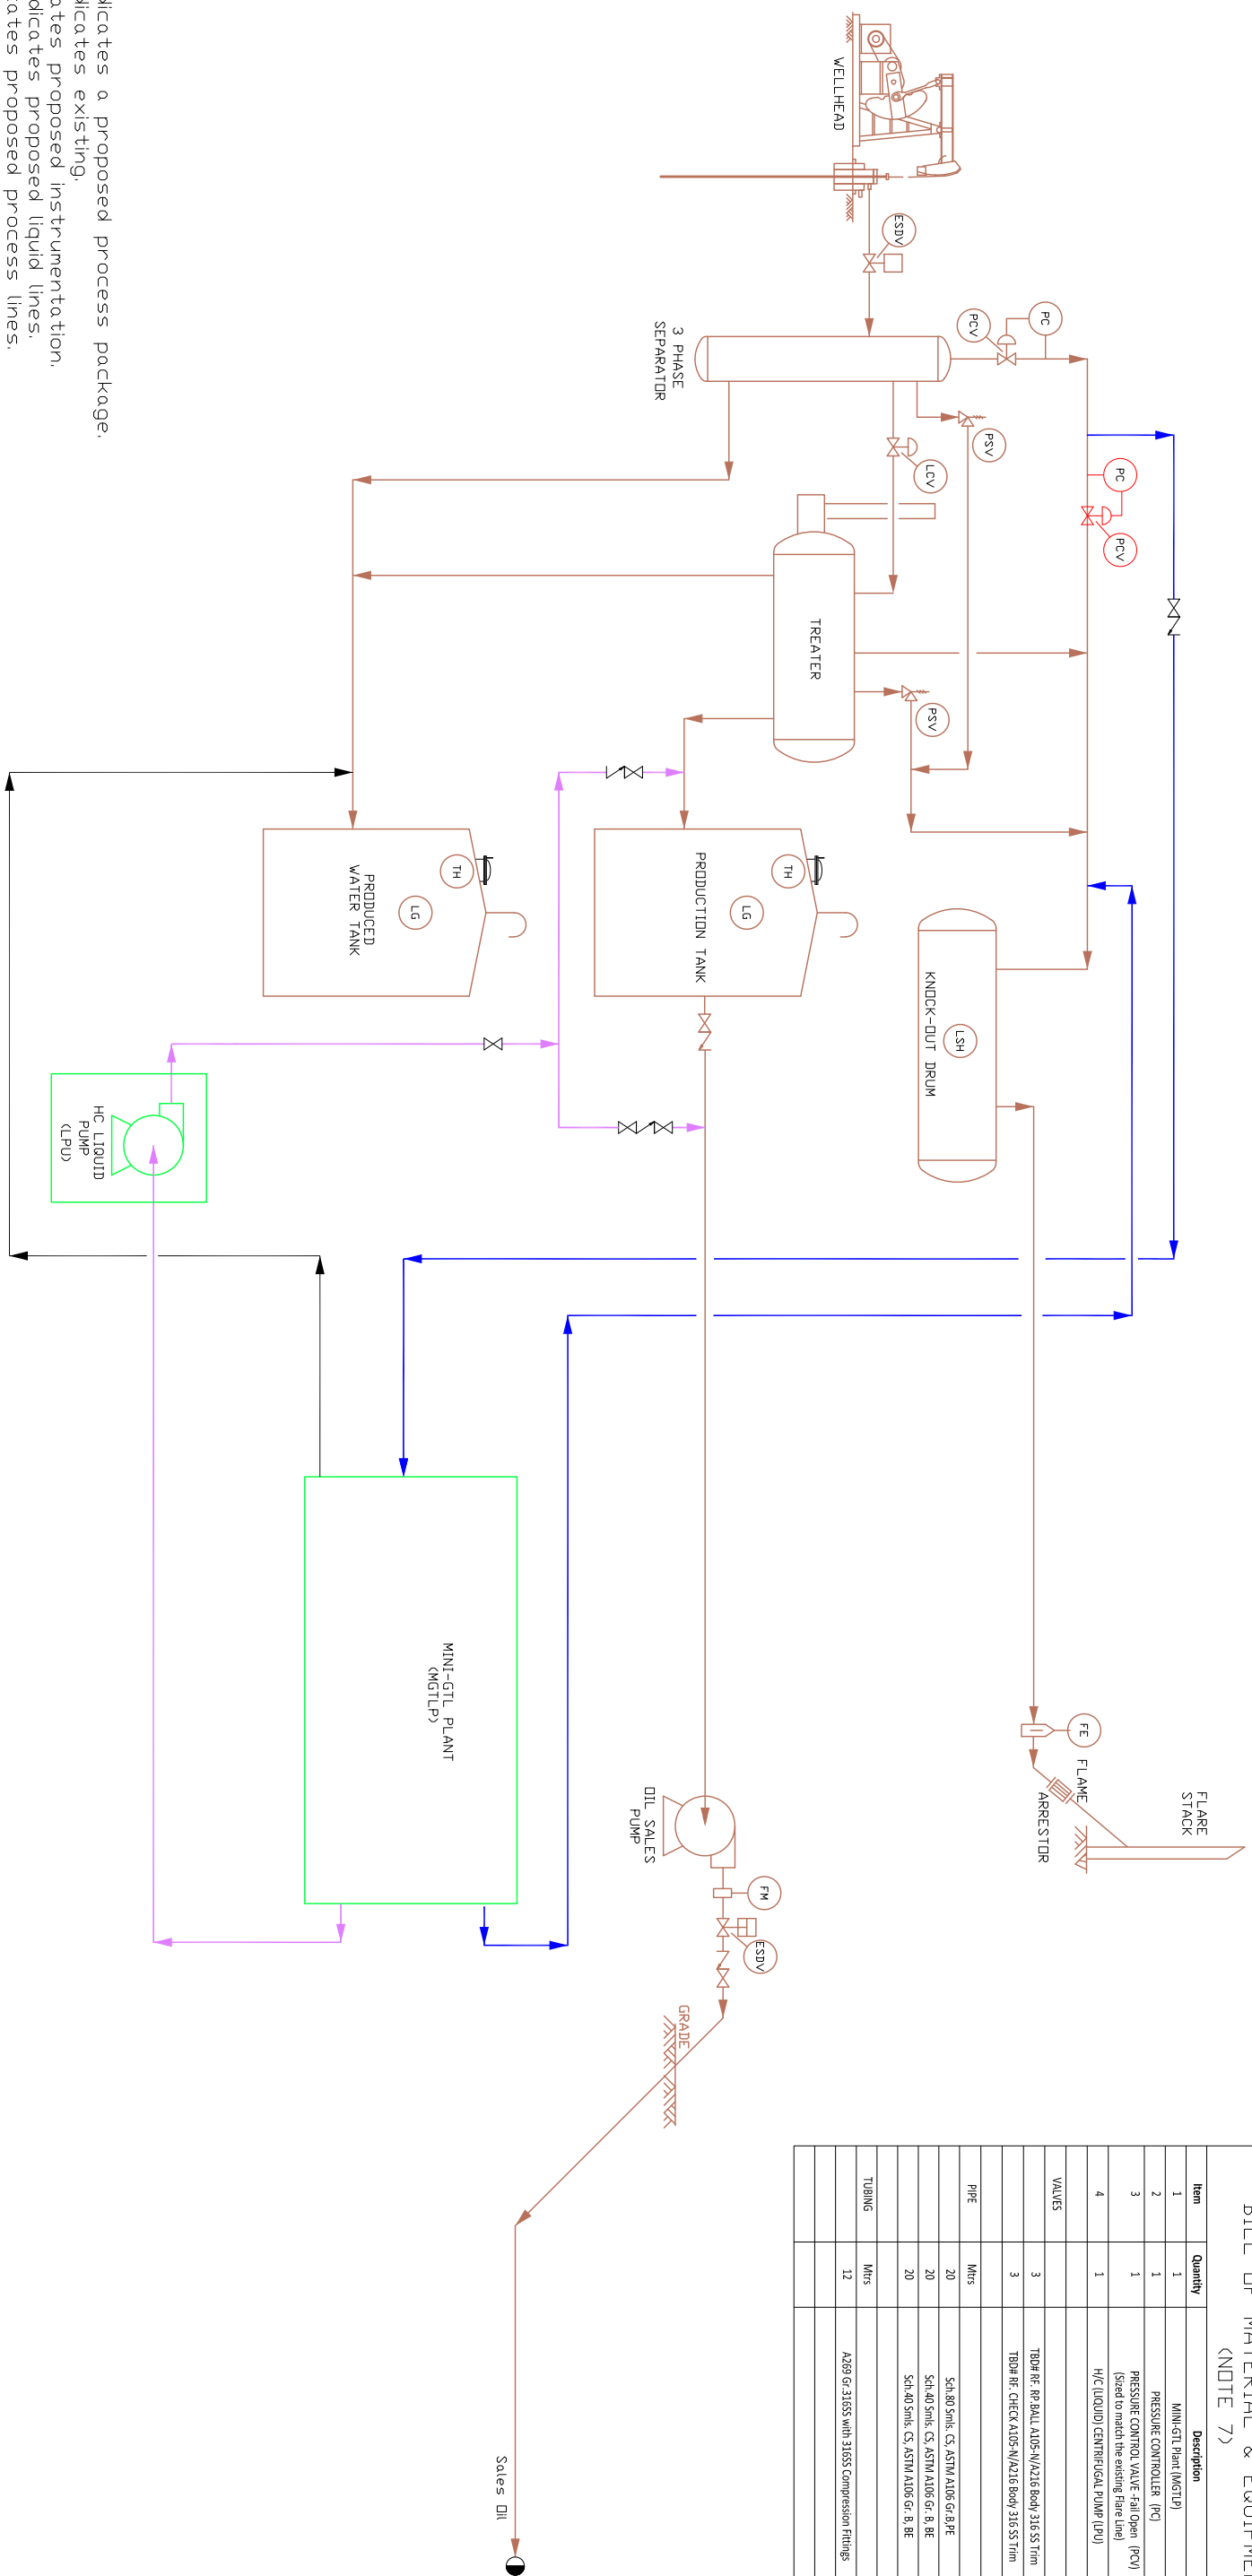 WELLHEAD
ESDV
3 PHASE
SEPARATOR
PCV
PC
PSV
LCV
PC
PCV
TREATER
PSV
PRODUCED
WATER TANK
TH
LG
PRODUCTION TANK
TH
LG
KNOCK-OUT DRUM
LSH
HC LIQUID
PUMP
(LPU)
MINI-GTL PLANT
(MGTLP)
FE
FLAME
ARRESTOR
FLARE
STACK
OIL SALES
PUMP
FM
ESDV
GRADE
Sales Oil
dicates a proposed process package.
dicates existing.
ates proposed instrumentation.
dicates proposed liquid lines.
ates proposed process lines.
BILL OF MATERIAL & EQUIPME
(NOTE 7)
Item Quantity Description
1 1 MINI-GTL Plant (MGTLP)
2 1 PRESSURE CONTROLLER (PC)
3 1 PRESSURE CONTROL VALVE -Fail Open (PCV)
(Sized to match the existing Flare Line)
4 1 H/C (LIQUID) CENTRIFUGAL PUMP (LPU)
VALVES
3 TBD# RF. RP.BALL A105-N/A216 Body 316 SS Trim
3 TBD# RF. CHECK A105-N/A216 Body 316 SS Trim
PIPE Mtrs
20 Sch.80 Smls. CS, ASTM A106 Gr.B,PE
20 Sch.40 Smls. CS, ASTM A106 Gr. B, BE
20 Sch.40 Smls. CS, ASTM A106 Gr. B, BE
TUBING Mtrs
12 A269 Gr.316SS with 316SS Compression Fittings